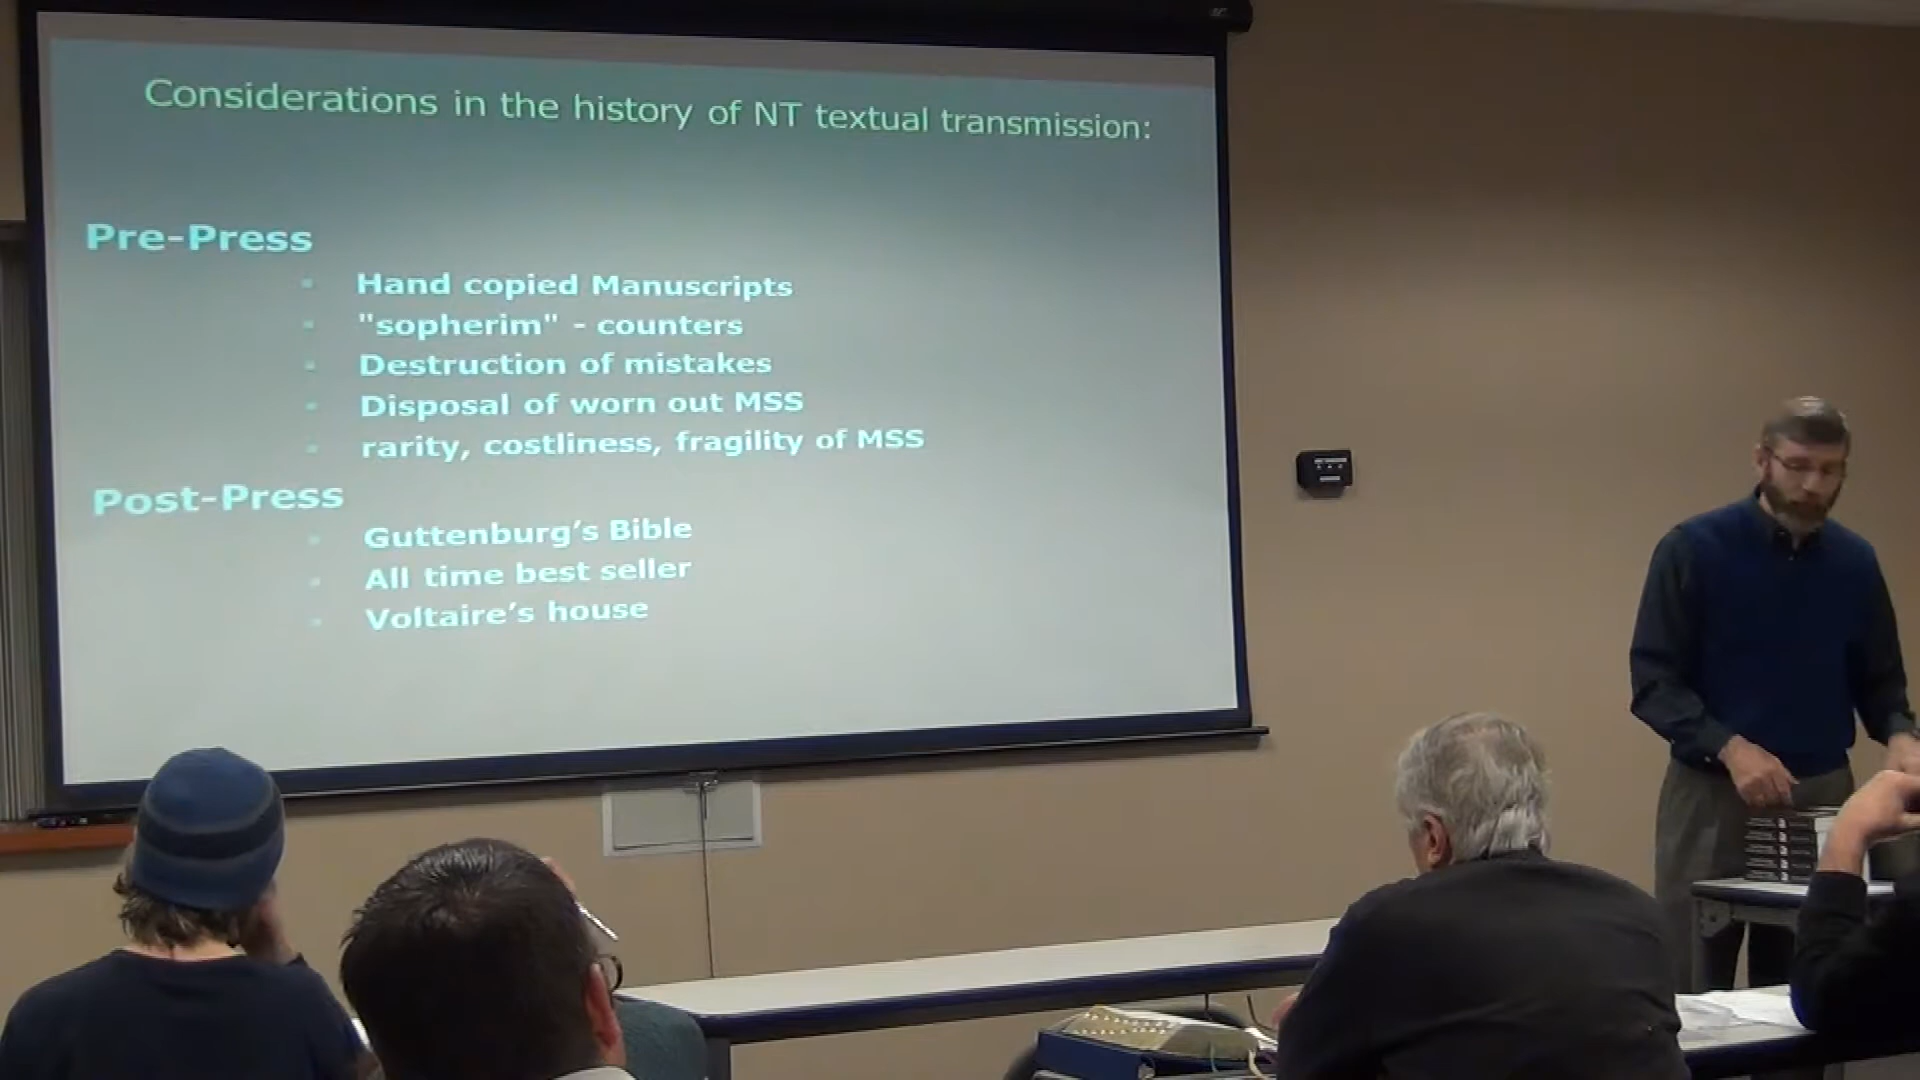 Considerations in the history of NT textual transmission:
Pre-Press
Hand copied Manuscripts
"sopherim" - counters
Destruction of mistakes
Disposal of worn out MSS
rarity, costliness, fragility of MSS
Post-Press
Guttenburg's Bible
All time best seller
Voltaire's house